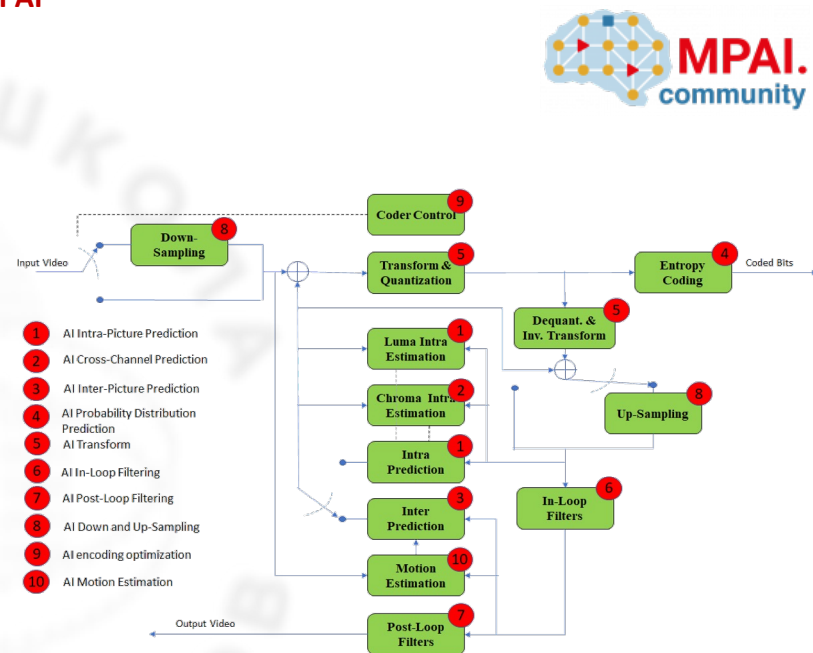 MPAI.
community
9
Coder Control
8
Down-
Sampling
Input Video
5
Transform &
Quantization
4
Entropy
Coding
Coded Bits
5
Dequant. &
Inv. Transform
1
Luma Intra
Estimation
2
Chroma Intra
Estimation
8
Up-Sampling
1
Intra
Prediction
6
In-Loop
Filters
3
Inter
Prediction
10
Motion
Estimation
7
Post-Loop
Filters
Output Video
1 AI Intra-Picture Prediction
2 AI Cross-Channel Prediction
3 AI Inter-Picture Prediction
4 AI Probability Distribution
Prediction
5 AI Transform
6 AI In-Loop Filtering
7 AI Post-Loop Filtering
8 AI Down and Up-Sampling
9 AI encoding optimization
10 AI Motion Estimation